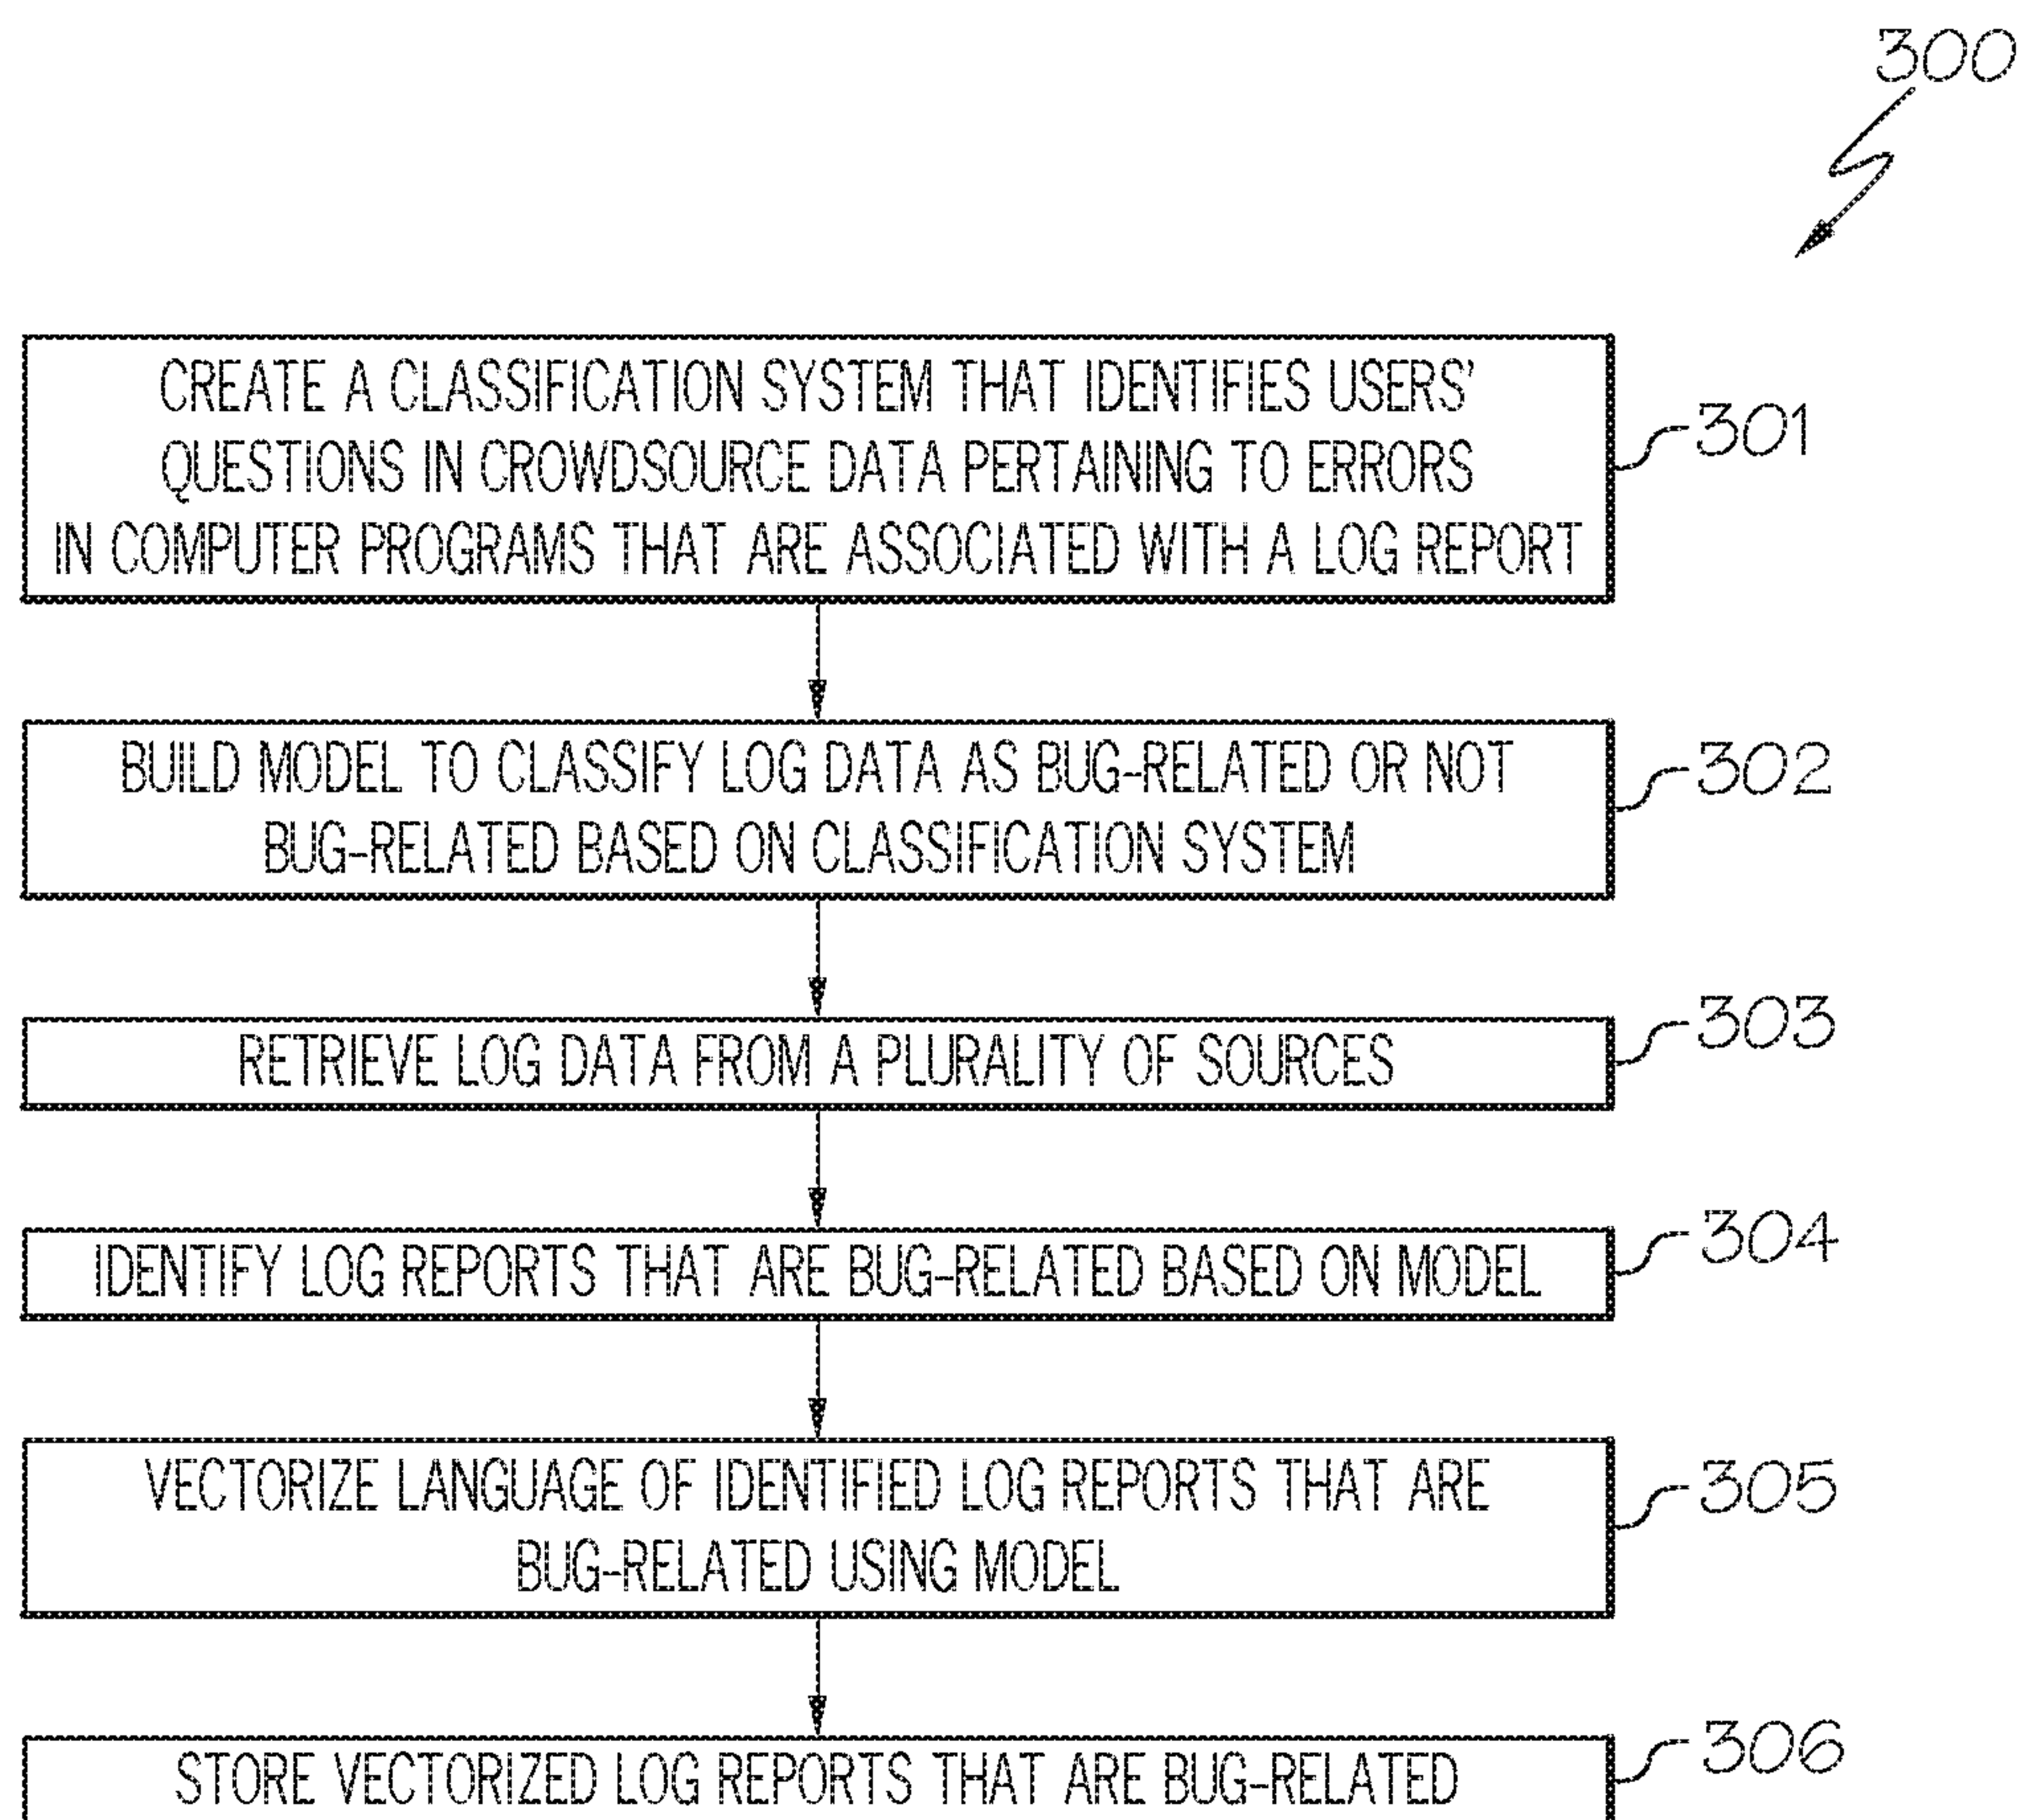 300
CREATE A CLASSIFICATION SYSTEM THAT IDENTIFIES USERS'
QUESTIONS IN CROWDSOURCE DATA PERTAINING TO ERRORS
IN COMPUTER PROGRAMS THAT ARE ASSOCIATED WITH A LOG REPORT
301
BUILD MODEL TO CLASSIFY LOG DATA AS BUG-RELATED OR NOT
BUG-RELATED BASED ON CLASSIFICATION SYSTEM
302
RETRIEVE LOG DATA FROM A PLURALITY OF SOURCES
303
IDENTIFY LOG REPORTS THAT ARE BUG-RELATED BASED ON MODEL
304
VECTORIZE LANGUAGE OF IDENTIFIED LOG REPORTS THAT ARE
BUG-RELATED USING MODEL
305
STORE VECTORIZED LOG REPORTS THAT ARE BUG-RELATED
306